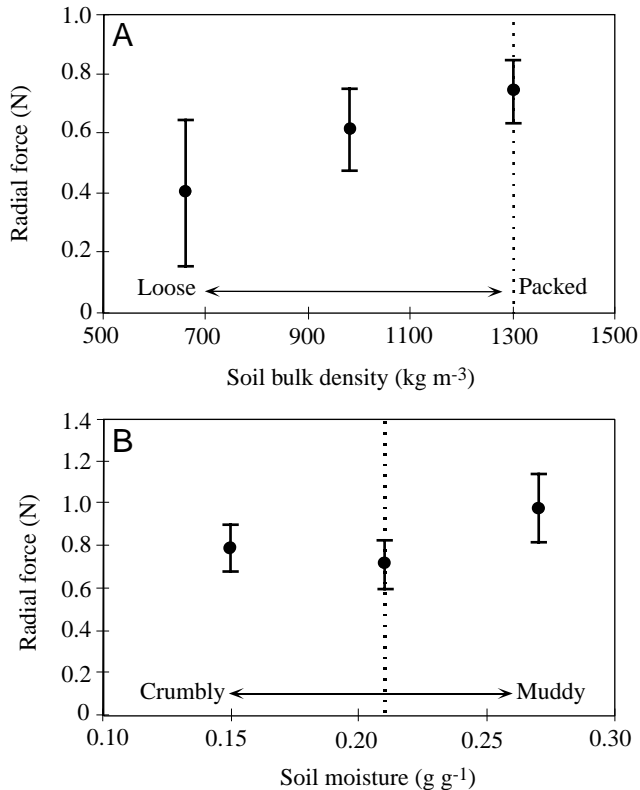 A
Radial force (N)
1.0
0.8
0.6
0.4
0.2
0
Loose
Packed
500
700
900
1100
1300
1500
Soil bulk density (kg m-3)
B
Radial force (N)
1.4
1.2
1.0
0.8
0.6
0.4
0.2
0
Crumbly
Muddy
0.10
0.15
0.20
0.25
0.30
Soil moisture (g g-1)